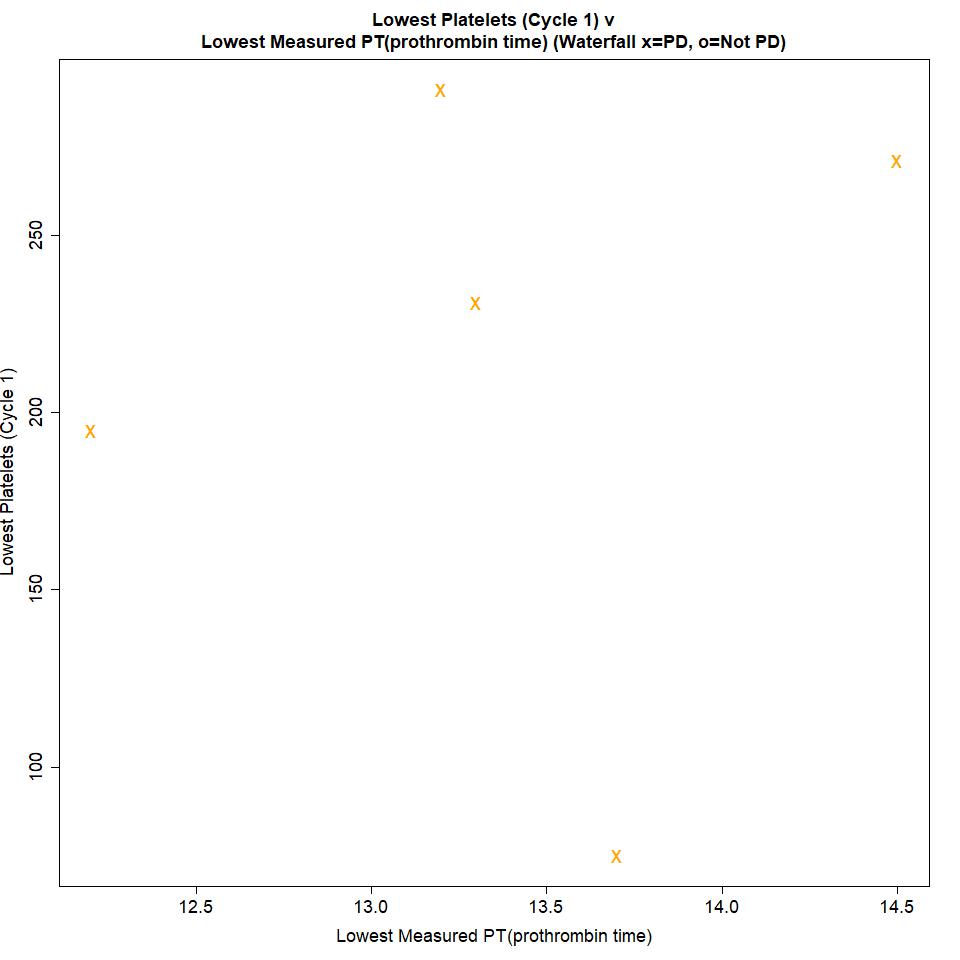 Lowest Platelets (Cycle 1) v
Lowest Measured PT(prothrombin time) (Waterfall x=PD, o=Not PD)
X
X
250
X
Lowest Platelets (Cycle 1)
200
X
150
100
X
12.5 13.0 13.5 14.0 14.5
Lowest Measured PT(prothrombin time)